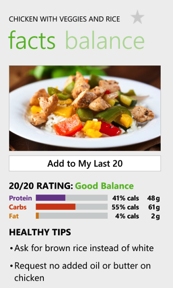 CHICKEN WITH VEGGIES AND RICE
facts balance
Add to My Last 20
20/20 RATING: Good Balance
Protein 41% cals 48g
Carbs 55% cals 61g
Fat 4% cals 2g
HEALTHY TIPS
• Ask for brown rice instead of white
• Request no added oil or butter on
chicken